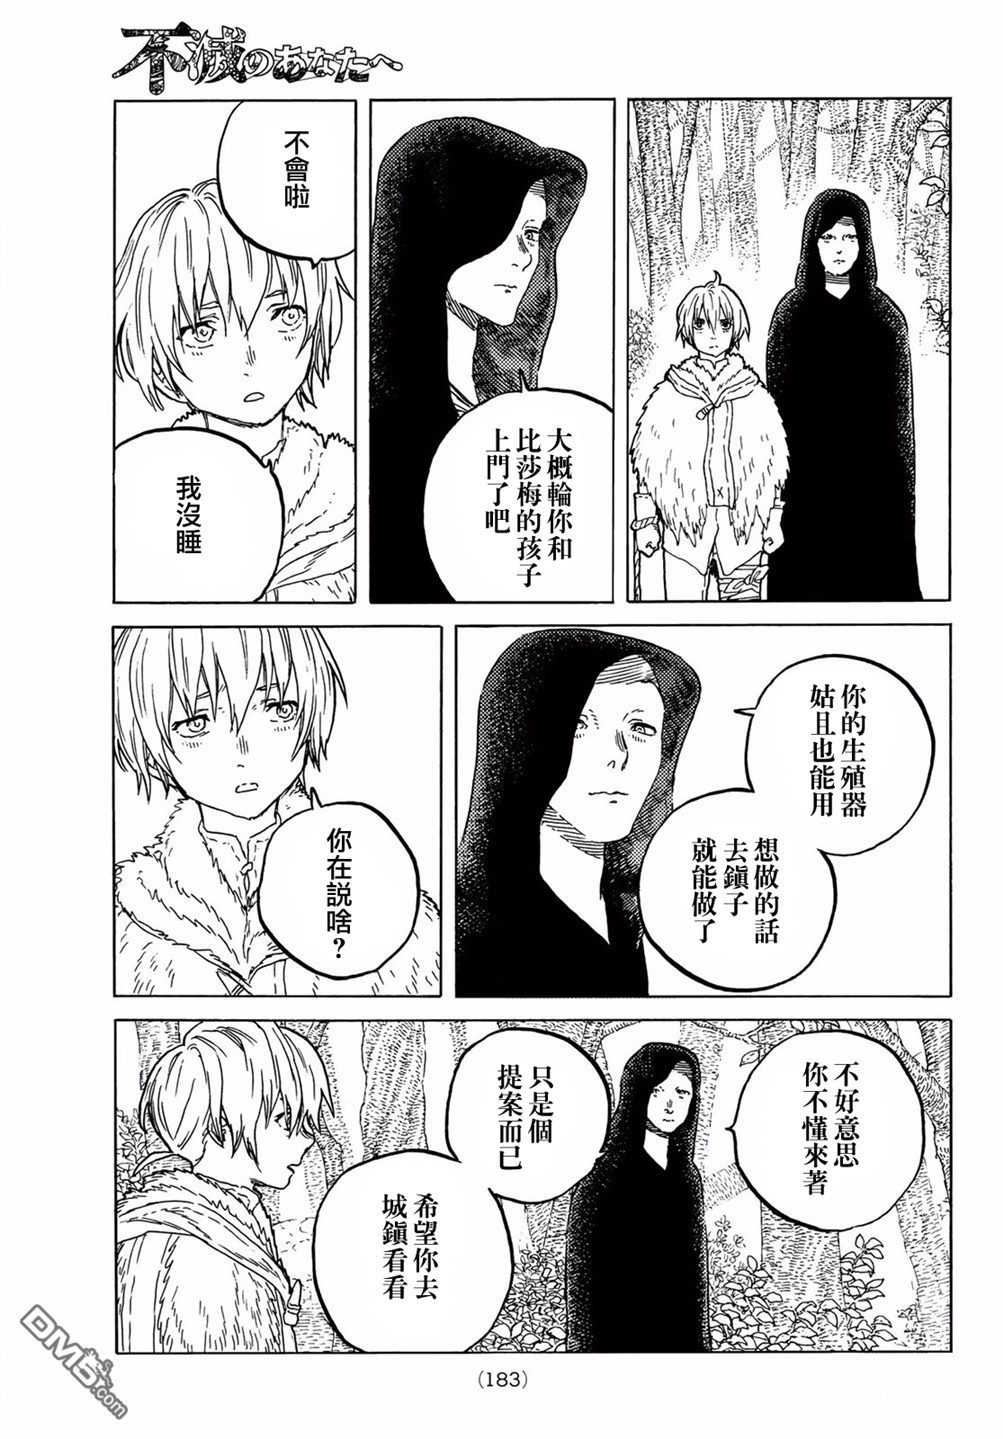 不滅のあなたへ
大概輪你和
比莎梅的孩子
上門了吧
不會啦
我沒睡
你的生殖器
姑且也能用
想做的話
去鎮子
就能做了
你在説啥?
不好意思
你不懂來著
只是個
提案而已
希望你去
城鎮看看
(183)
DM5.com